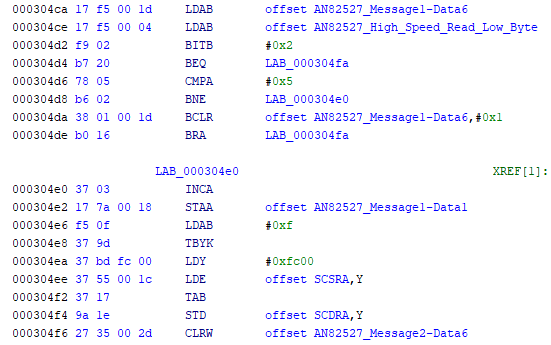 000304ca 17 f5 00 1d LDAB offset AN82527_Message1-Data6
000304ce 17 f5 00 04 LDAB offset AN82527_High_Speed_Read_Low_Byte
000304d2 f9 02 BITB #0x2
000304d4 b7 20 BEQ LAB_000304fa
000304d6 78 05 CMPA #0x5
000304d8 b6 02 BNE LAB_000304e0
000304da 38 01 00 1d BCLR offset AN82527_Message1-Data6,#0x1
000304de b0 16 BRA LAB_000304fa
LAB_000304e0 XREF[1]:
000304e0 37 03 INCA
000304e2 17 7a 00 18 STAA offset AN82527_Message1-Data1
000304e6 f5 0f LDAB #0xf
000304e8 37 9d TBYK
000304ea 37 bd fc 00 LDY #0xfc00
000304ee 37 55 00 1c LDE offset SCSRA,Y
000304f2 37 17 TAB
000304f4 9a 1e STD offset SCDRA,Y
000304f6 27 35 00 2d CLRW offset AN82527_Message2-Data6